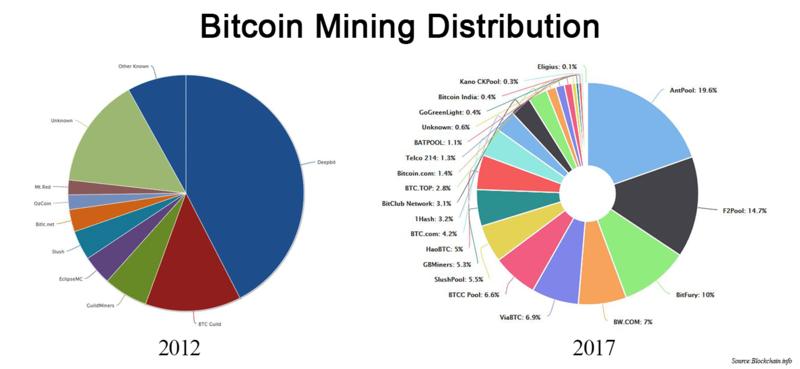 Bitcoin Mining Distribution
Other Known
Unknown
Mt.Red
OzCoin
Bitlc.net
Slush
EclipseMC
GuildMiners
BTC Guild
Deepbit
2012
Eligius: 0.1%
Kano CKPool: 0.3%
Bitcoin India: 0.4%
GoGreenLight: 0.4%
Unknown: 0.6%
BATPOOL: 1.1%
Telco 214: 1.3%
Bitcoin.com: 1.4%
BTC.TOP: 2.8%
BitClub Network: 3.1%
1Hash: 3.2%
BTC.com: 4.2%
HaoBTC: 5%
GBMiners: 5.3%
SlushPool: 5.5%
BTCC Pool: 6.6%
ViaBTC: 6.9%
BW.COM: 7%
BitFury: 10%
F2Pool: 14.7%
AntPool: 19.6%
2017
Source:Blockchain.info